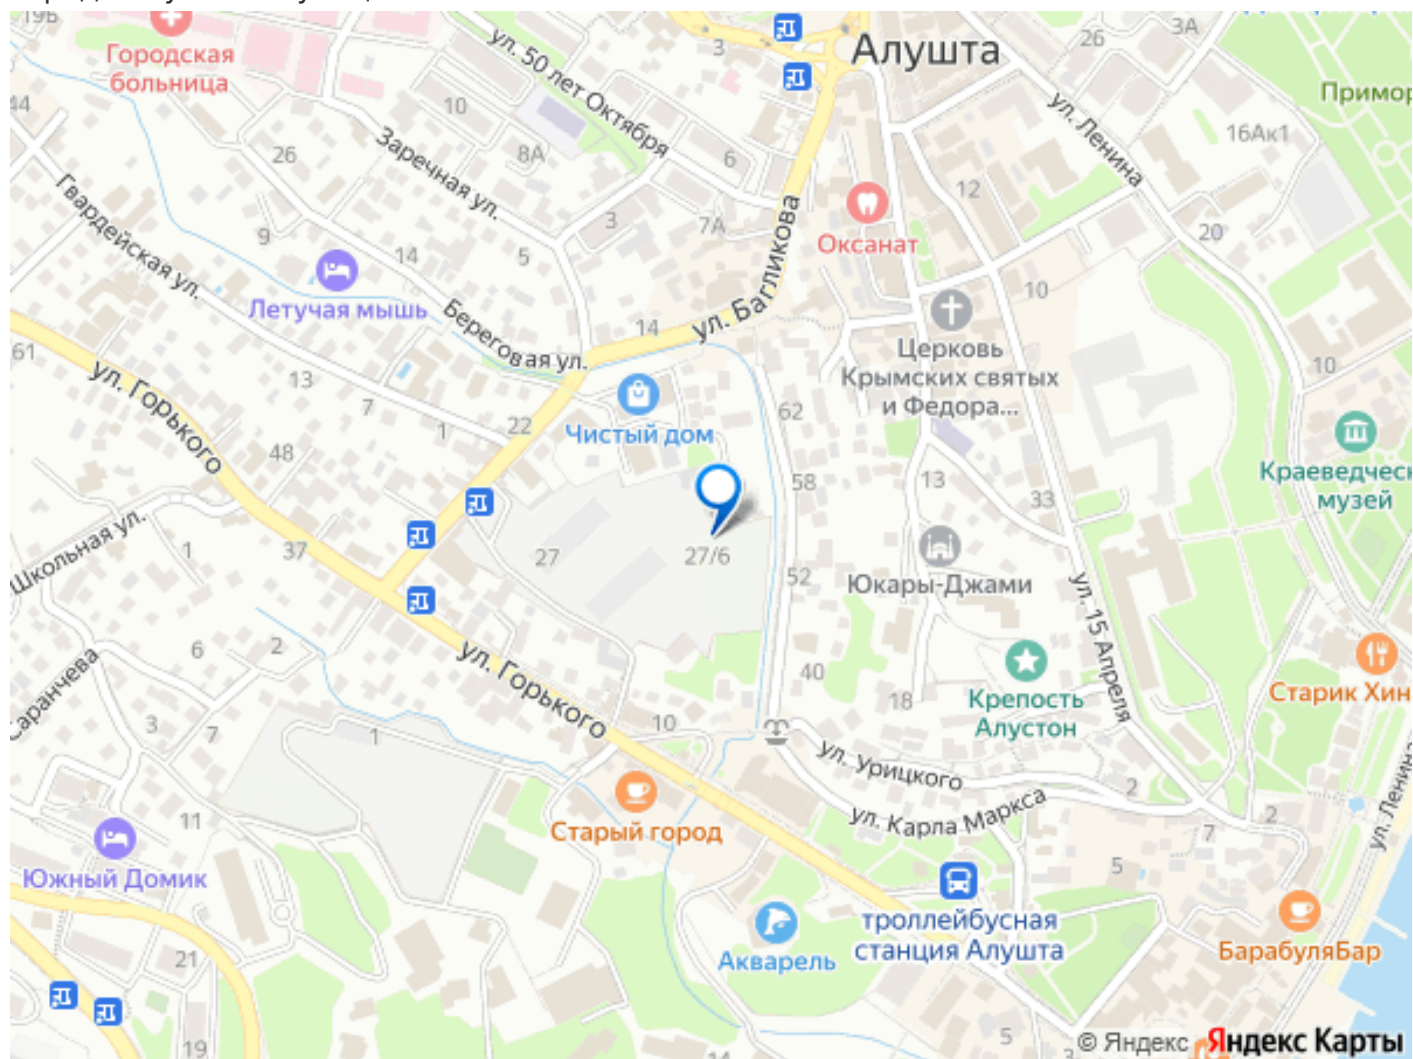 19Б
Городская
больница
44
10
26
9
ул. 50 лет Октября
3
8А
6
Заречная ул.
Гвардейская ул.
3
5
7А
14
Летучая мышь
Береговая ул.
14
ул. Багликова
Алушта
26
3А
Примор
ул. Ленина
16Ак1
12
20
Оксанат
10
Церковь
Крымских святых
и Федора...
10
61
ул. Горького
13
7
1
22
48
Чистый дом
62
58
Краеведческ
музей
13
33
Школьная ул.
1
37
27
27/6
52
Юкары-Джами
ул. 15 Апреля
6
2
ул. Горького
40
18
Крепость
Алустон
Старик Хин
3
7
1
10
ул. Урицкого
2
ул. Карла Маркса
2
7
ул. Ленина
11
Старый город
5
Южный Домик
троллейбусная
станция Алушта
Акварель
БарабуляБар
21
19
14
5
3
© Яндекс Яндекс Карты